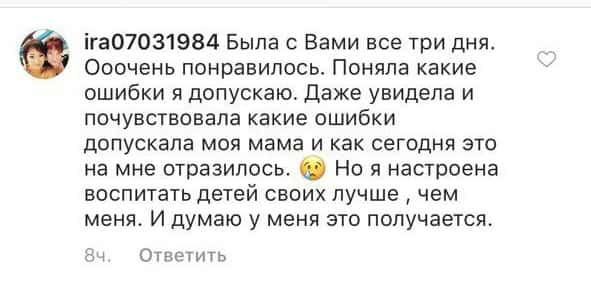 ira07031984 Была с Вами все три дня.
Ооочень понравилось. Поняла какие
ошибки я допускаю. Даже увидела и
почувствовала какие ошибки
допускала моя мама и как сегодня это
на мне отразилось. 😢 Но я настроена
воспитать детей своих лучше , чем
меня. И думаю у меня это получается.
8ч. Ответить